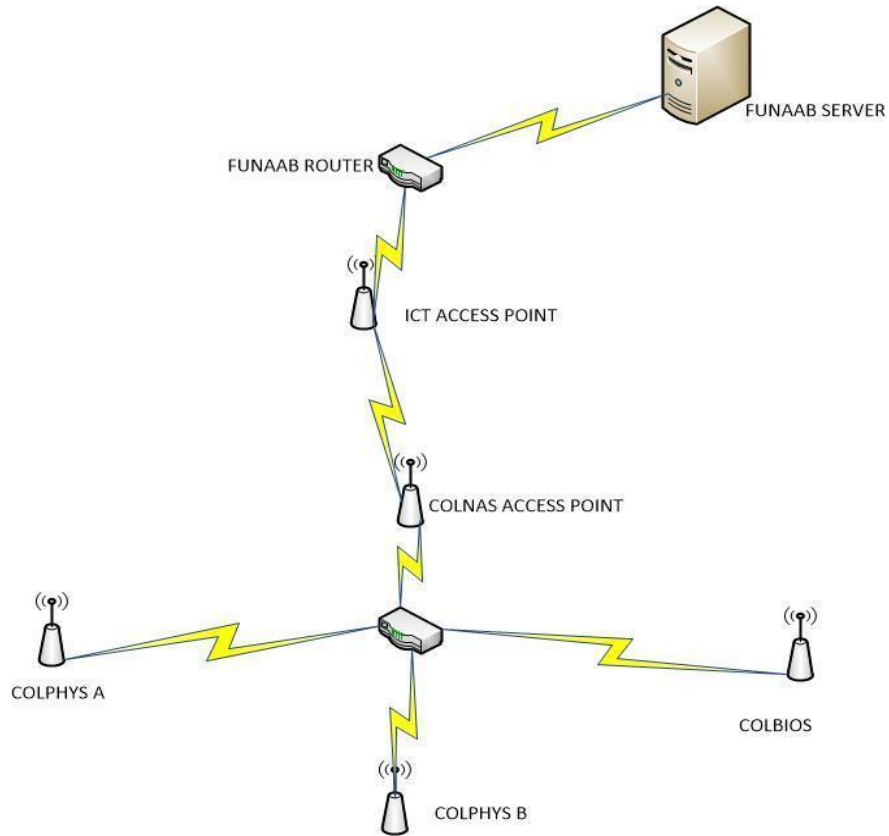 FUNAAB SERVER
FUNAAB ROUTER
ICT ACCESS POINT
COLNAS ACCESS POINT
COLPHYS A
COLBIOS
COLPHYS B